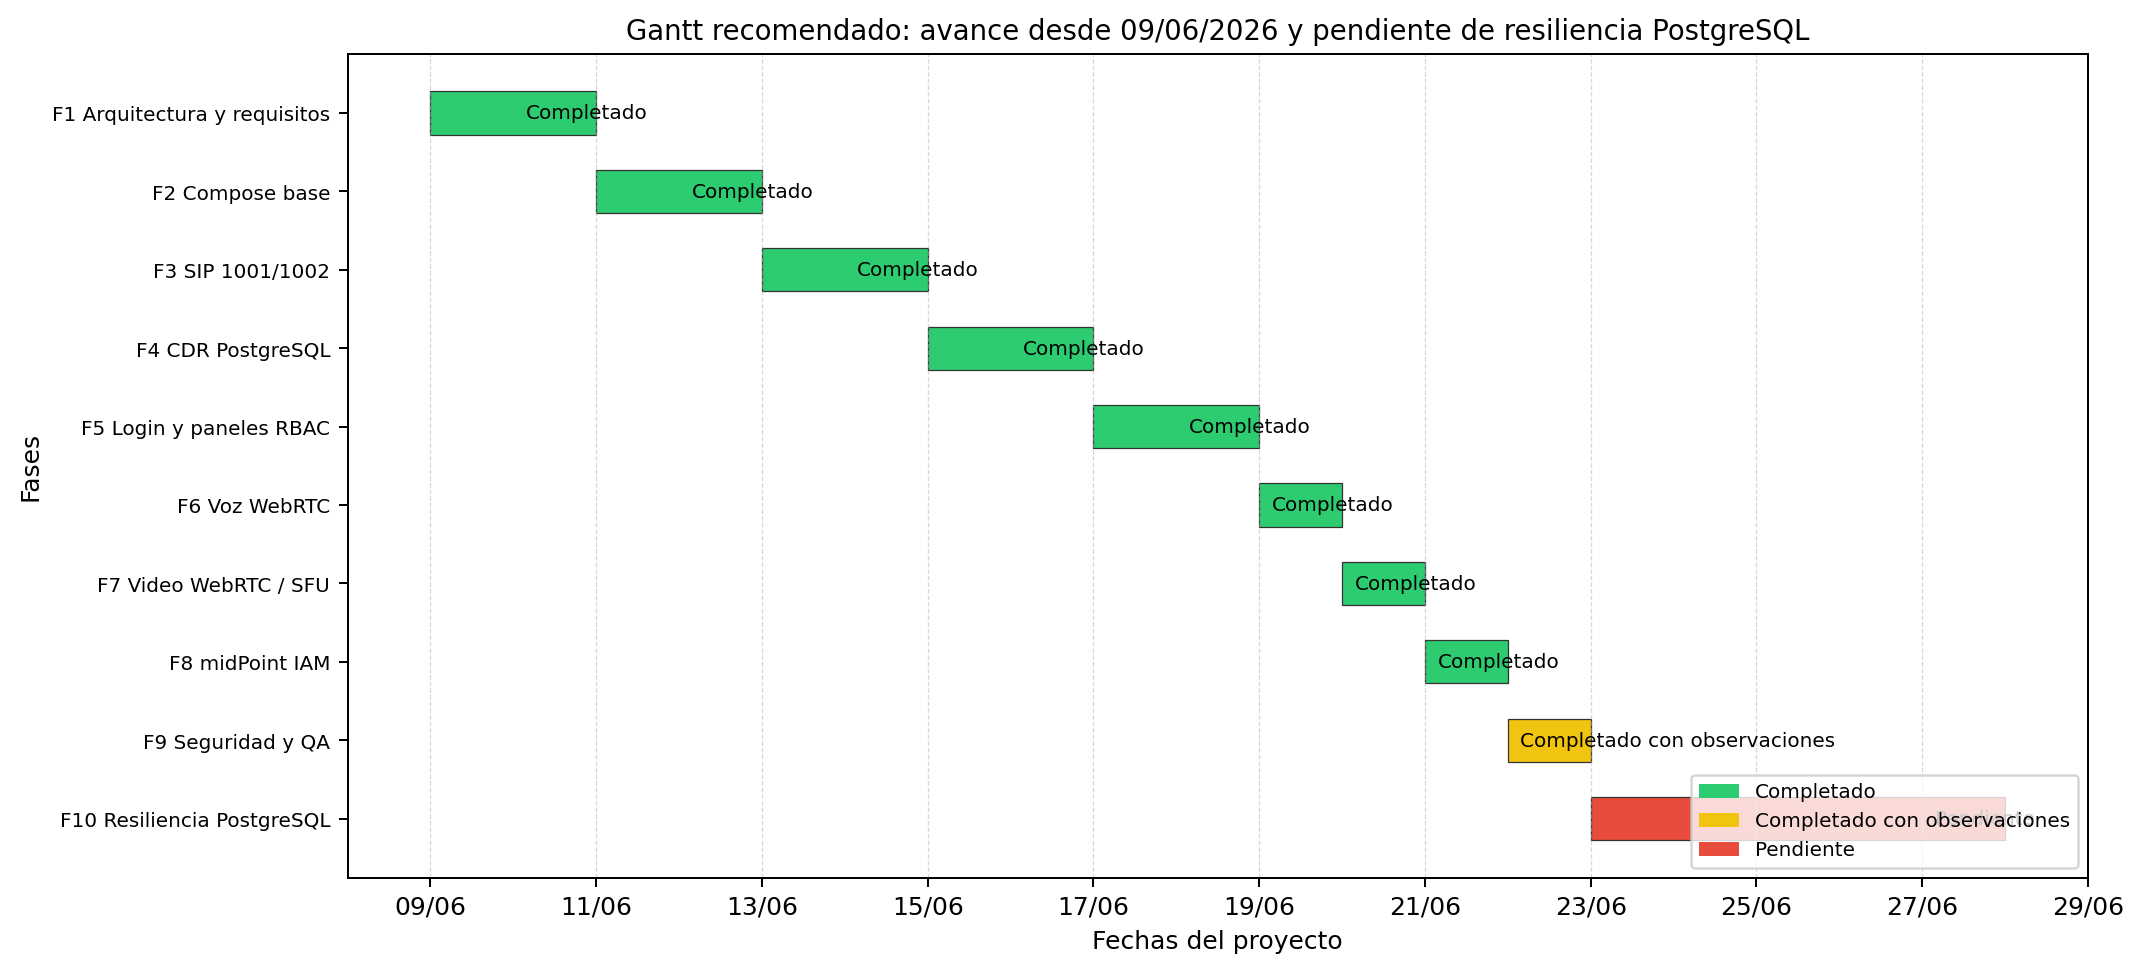 Gantt recomendado: avance desde 09/06/2026 y pendiente de resiliencia PostgreSQL
Fases
F1 Arquitectura y requisitos
Completado
F2 Compose base
Completado
F3 SIP 1001/1002
Completado
F4 CDR PostgreSQL
Completado
F5 Login y paneles RBAC
Completado
F6 Voz WebRTC
Completado
F7 Video WebRTC / SFU
Completado
F8 midPoint IAM
Completado
F9 Seguridad y QA
Completado con observaciones
F10 Resiliencia PostgreSQL
Completado
Completado con observaciones
Pendiente
09/06
11/06
13/06
15/06
17/06
19/06
21/06
23/06
25/06
27/06
29/06
Fechas del proyecto